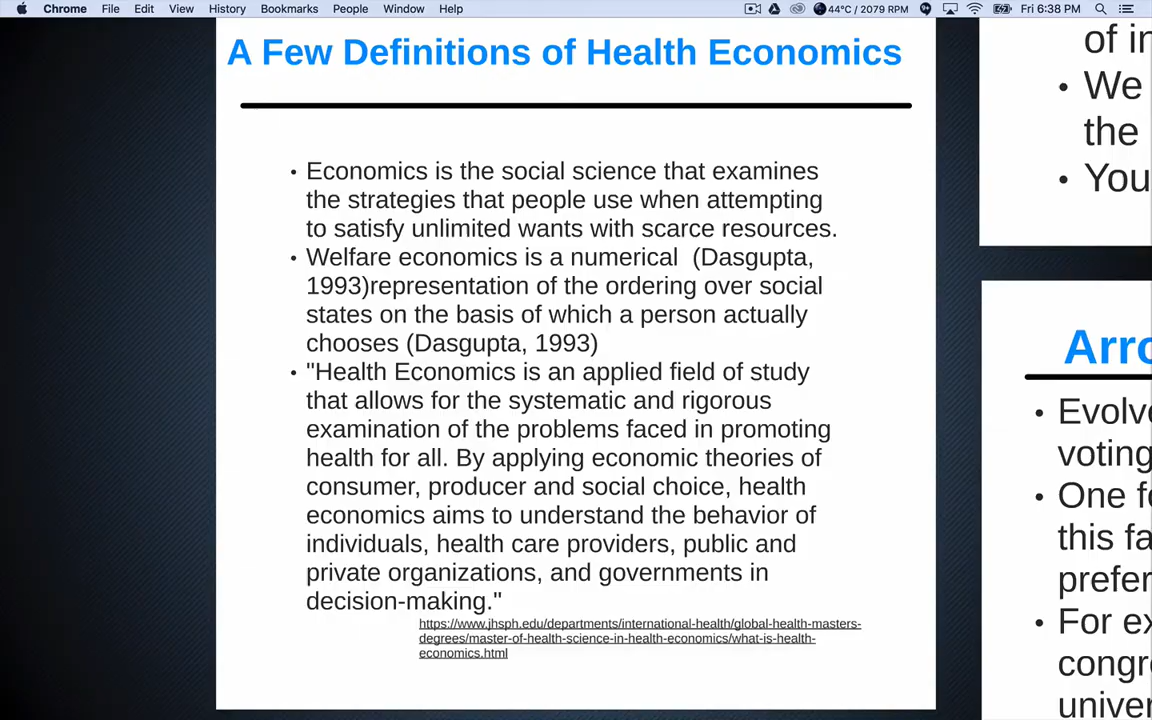 Chrome File Edit View History Bookmarks People Window Help 44°C / 2079 RPM Fri 6:38 PM
A Few Definitions of Health Economics
• Economics is the social science that examines
the strategies that people use when attempting
to satisfy unlimited wants with scarce resources.
• Welfare economics is a numerical (Dasgupta,
1993)representation of the ordering over social
states on the basis of which a person actually
chooses (Dasgupta, 1993)
• "Health Economics is an applied field of study
that allows for the systematic and rigorous
examination of the problems faced in promoting
health for all. By applying economic theories of
consumer, producer and social choice, health
economics aims to understand the behavior of
individuals, health care providers, public and
private organizations, and governments in
decision-making."
https://www.jhsph.edu/departments/international-health/global-health-masters-
degrees/master-of-health-science-in-health-economics/what-is-health-
economics.html
of in
• We
the
• You
Arro
• Evolve
voting
• One fo
this fa
prefer
• For ex
congre
univer